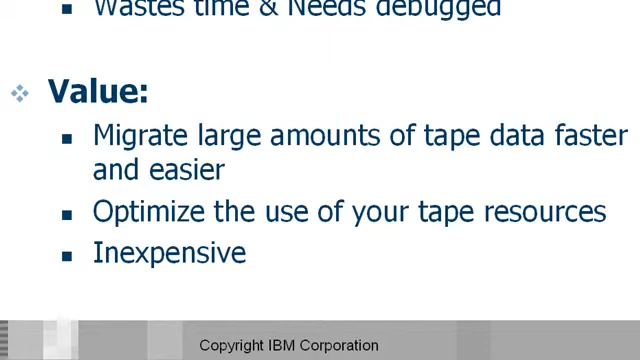 Wastes time & Needs debugged
Value:
Migrate large amounts of tape data faster
and easier
Optimize the use of your tape resources
Inexpensive
Copyright IBM Corporation